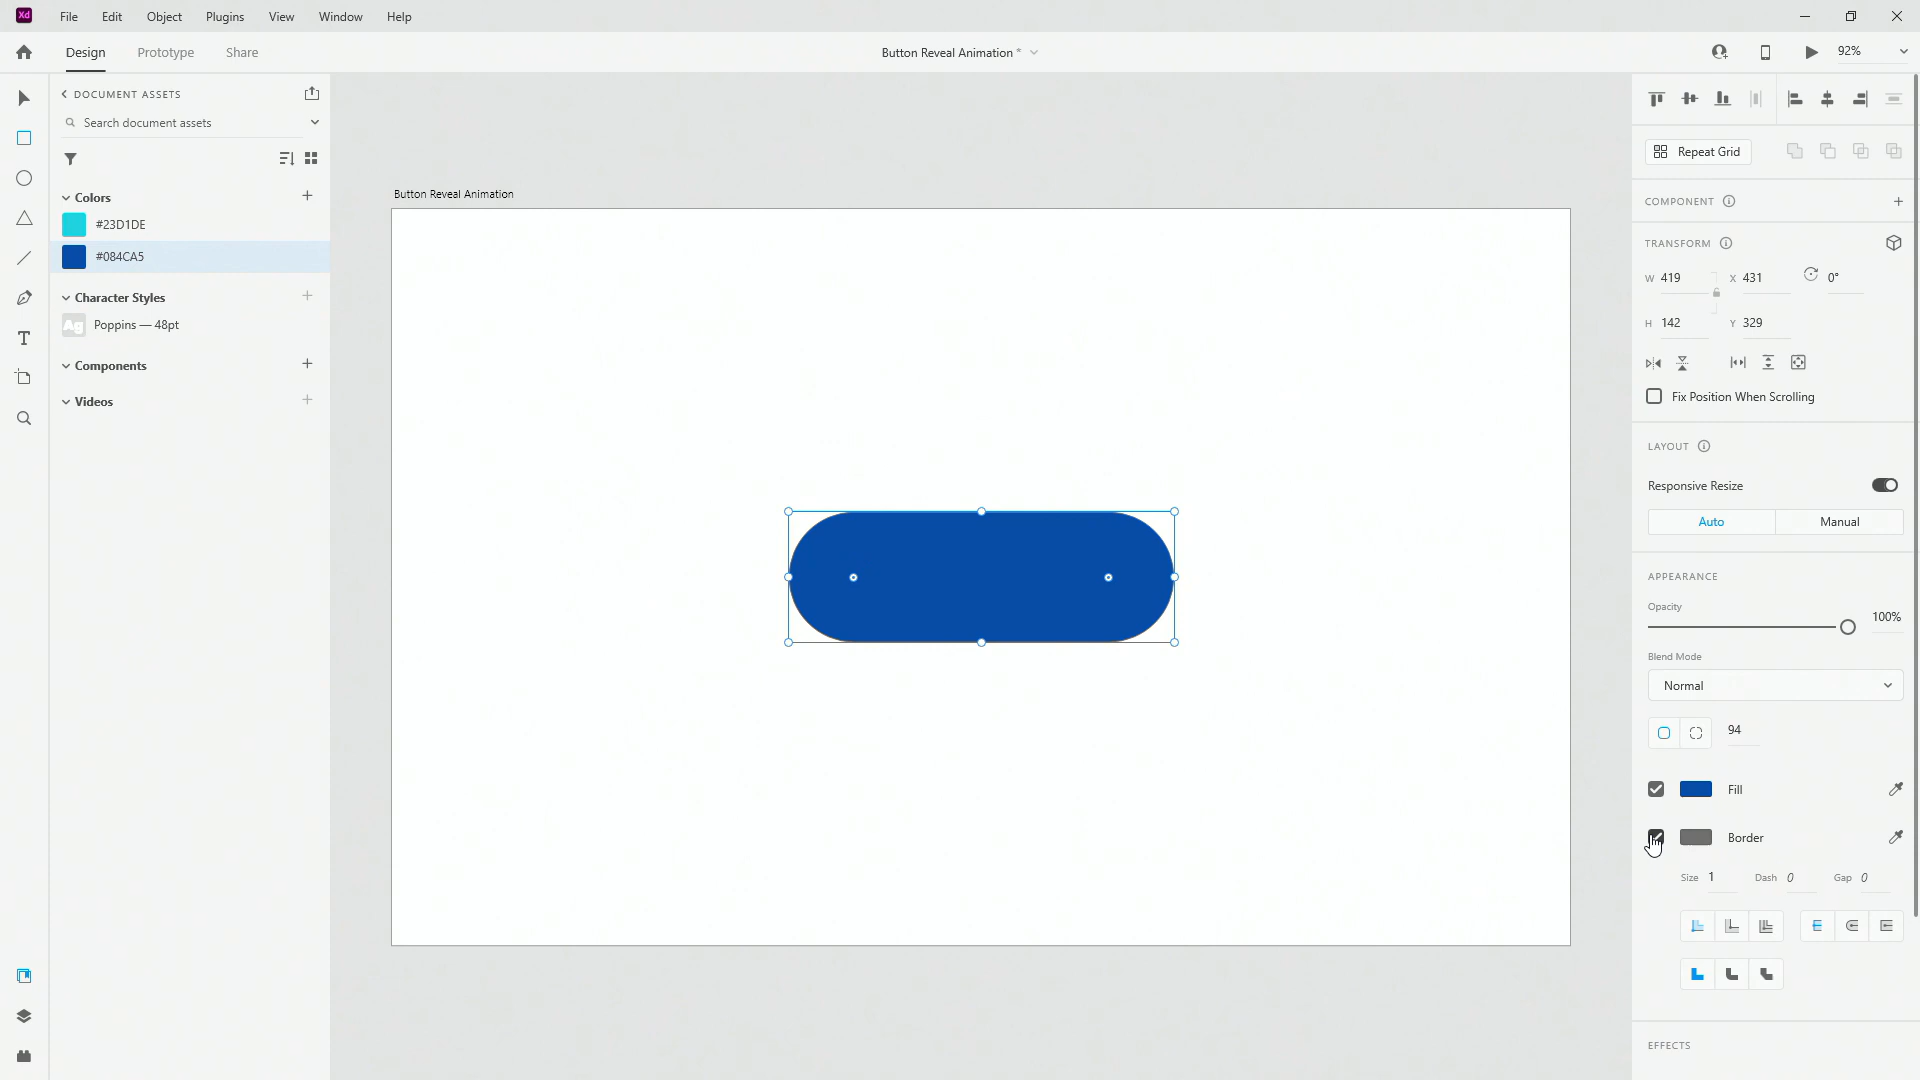 Xd File Edit Object Plugins View Window Help
Design Prototype Share Button Reveal Animation * 92%
DOCUMENT ASSETS
Search document assets
Colors
#23D1DE
#084CA5
Character Styles
Ag Poppins — 48pt
Components
Videos
Button Reveal Animation
Repeat Grid
COMPONENT
TRANSFORM
W 419 X 431 0°
H 142 Y 329
Fix Position When Scrolling
LAYOUT
Responsive Resize
Auto Manual
APPEARANCE
Opacity
100%
Blend Mode
Normal
94
Fill
Border
Size 1 Dash 0 Gap 0
EFFECTS